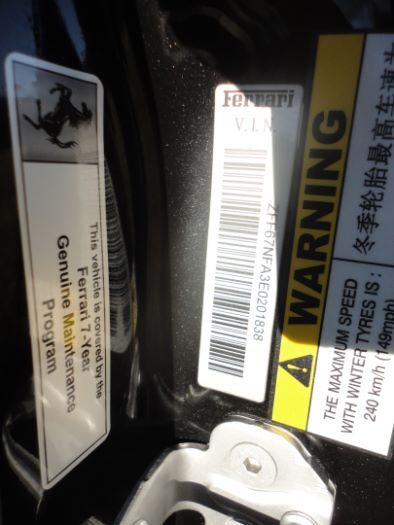 This vehicle is covered by the
Ferrari 7-Year
Genuine Maintenance
Program
Ferrari
V.I.N.
ZFF67NFA3E0201838
WARNING
冬季轮胎最高车速为
THE MAXIMUM SPEED
WITH WINTER TYRES IS :
240 km/h (149mph)